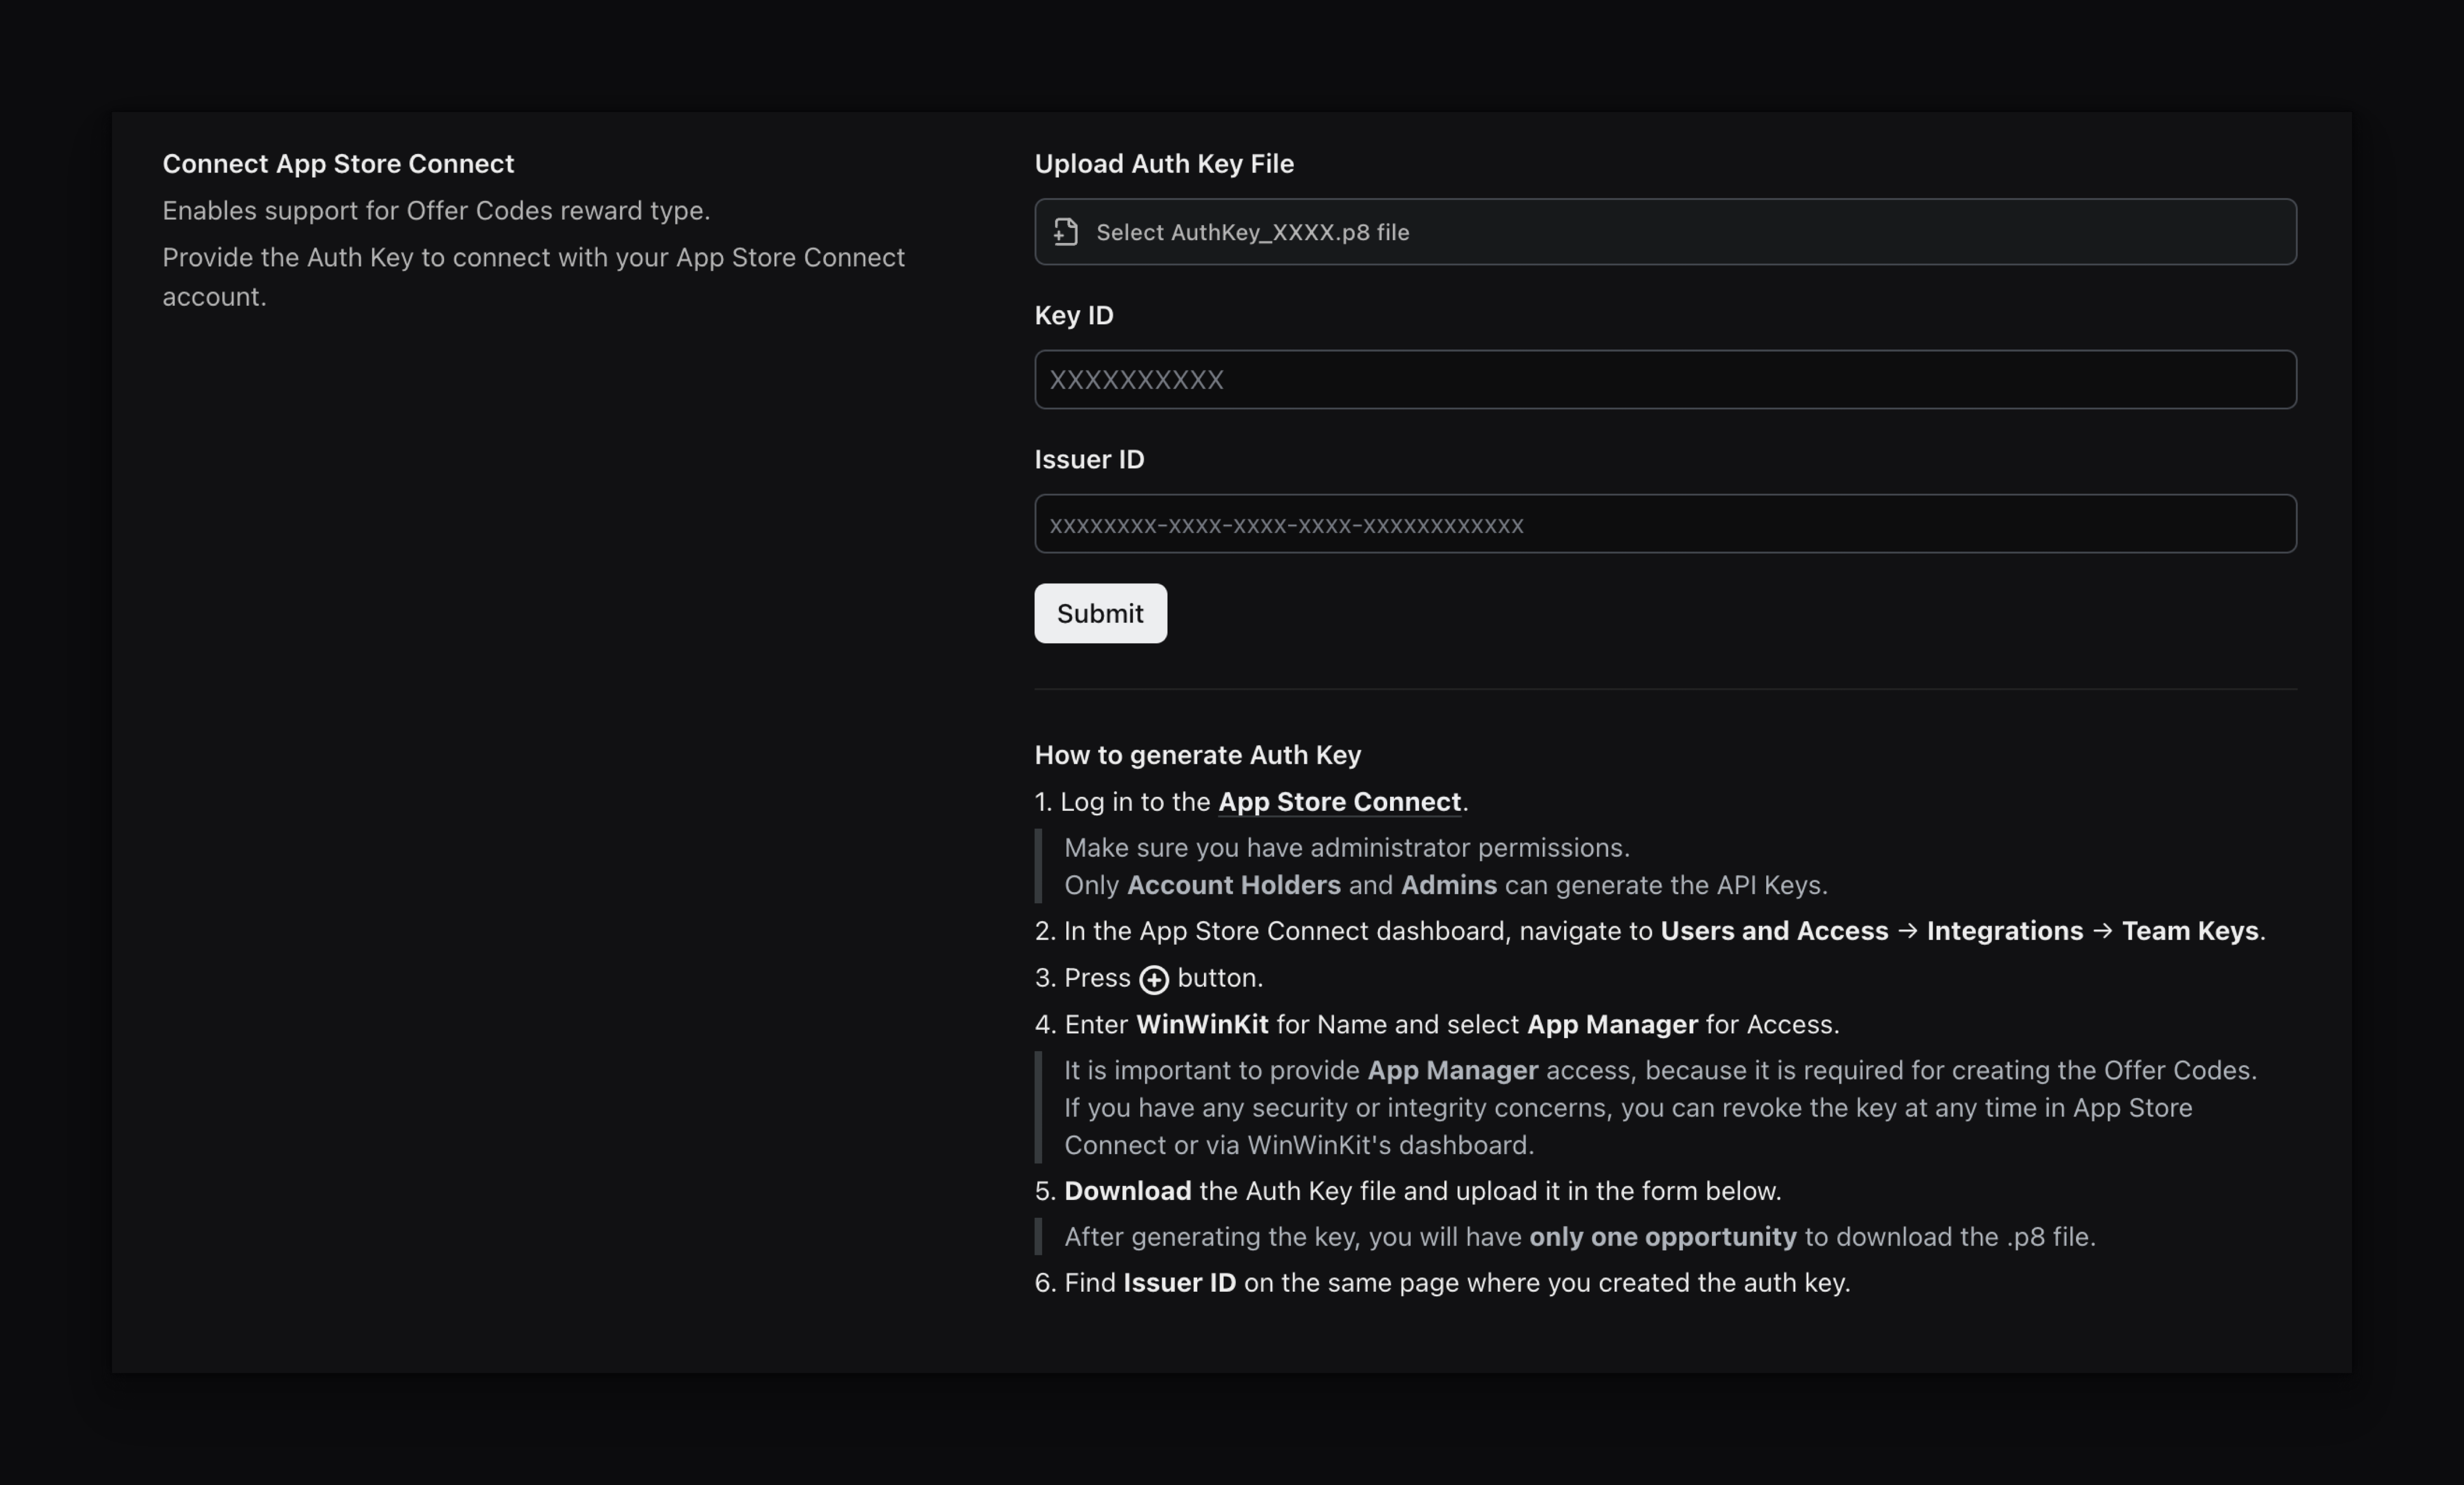 Connect App Store Connect
Enables support for Offer Codes reward type.
Provide the Auth Key to connect with your App Store Connect
account.
Upload Auth Key File
Select AuthKey_XXXX.p8 file
Key ID
XXXXXXXXXX
Issuer ID
xxxxxxxx-xxxx-xxxx-xxxx-xxxxxxxxxxxx
Submit
How to generate Auth Key
1. Log in to the App Store Connect.
Make sure you have administrator permissions.
Only Account Holders and Admins can generate the API Keys.
2. In the App Store Connect dashboard, navigate to Users and Access → Integrations → Team Keys.
3. Press ⊕ button.
4. Enter WinWinKit for Name and select App Manager for Access.
It is important to provide App Manager access, because it is required for creating the Offer Codes.
If you have any security or integrity concerns, you can revoke the key at any time in App Store
Connect or via WinWinKit's dashboard.
5. Download the Auth Key file and upload it in the form below.
After generating the key, you will have only one opportunity to download the .p8 file.
6. Find Issuer ID on the same page where you created the auth key.